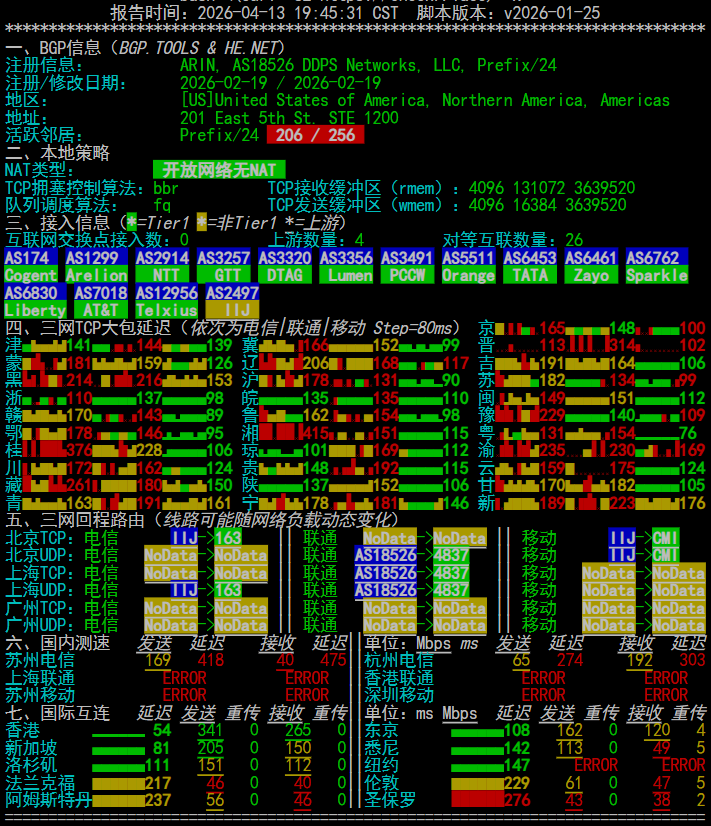 报告时间：2026-04-13 19:45:31 CST  脚本版本：v2026-01-25
********************************************************************************
一、BGP信息（BGP.TOOLS & HE.NET）
注册信息：ARIN, AS18526 DDPS Networks, LLC, Prefix/24
注册/修改日期：2026-02-19 / 2026-02-19
地区：[US]United States of America, Northern America, Americas
地址：201 East 5th St. STE 1200
活跃邻居：Prefix/24 206 / 256
二、本地策略
NAT类型：开放网络无NAT
TCP拥塞控制算法：bbr TCP接收缓冲区（rmem）：4096 131072 3639520
队列调度算法：fq TCP发送缓冲区（wmem）：4096 16384 3639520
三、接入信息（*=Tier1 *=非Tier1 *=上游）
互联网交换点接入数：0 上游数量：4 对等互联数量：26
AS174 AS1299 AS2914 AS3257 AS3320 AS3356 AS3491 AS5511 AS6453 AS6461 AS6762
Cogent Arelion NTT GTT DTAG Lumen PCCW Orange TATA Zayo Sparkle
AS6830 AS7018 AS12956 AS2497
Liberty AT&T Telxius IIJ
四、三网TCP大包延迟（依次为电信|联通|移动 Step=80ms） 京 165 148 100
津 141 144 139 冀 166 152 99 晋 113 314 102
蒙 181 159 126 辽 206 168 117 吉 191 164 106
黑 214 216 153 沪 178 131 90 苏 182 134 99
浙 110 137 98 皖 135 135 110 闽 149 151 112
赣 170 143 89 鲁 162 154 98 豫 229 140 109
鄂 178 146 95 湘 415 151 115 粤 131 154 76
桂 376 228 106 琼 101 169 112 渝 235 230 169
川 172 162 124 贵 148 192 115 云 159 175 124
藏 261 180 150 陕 137 152 106 甘 170 182 105
青 163 191 161 宁 178 181 146 新 189 223 176
五、三网回程路由（线路可能随网络负载动态变化）
北京TCP：电信 IIJ->163 || 联通 NoData->NoData || 移动 IIJ->CMI
北京UDP：电信 NoData->NoData || 联通 AS18526->4837 || 移动 IIJ->CMI
上海TCP：电信 NoData->NoData || 联通 AS18526->4837 || 移动 NoData->NoData
上海UDP：电信 IIJ->163 || 联通 AS18526->4837 || 移动 NoData->NoData
广州TCP：电信 NoData->NoData || 联通 NoData->NoData || 移动 NoData->NoData
广州UDP：电信 NoData->NoData || 联通 NoData->NoData || 移动 NoData->NoData
六、国内测速 发送 延迟 接收 延迟||单位：Mbps ms 发送 延迟 接收 延迟
苏州电信 169 418 40 475||杭州电信 65 274 192 303
上海联通 ERROR ERROR ||香港联通 ERROR ERROR
苏州移动 ERROR ERROR ||深圳移动 ERROR ERROR
七、国际互连 延迟 发送 重传 接收 重传||单位：ms Mbps 延迟 发送 重传 接收 重传
香港 54 341 0 265 0||东京 108 162 0 120 4
新加坡 81 205 0 150 0||悉尼 142 113 0 49 5
洛杉矶 111 151 0 112 0||纽约 147 ERROR ERROR
法兰克福 217 46 0 40 0||伦敦 229 61 0 47 5
阿姆斯特丹 237 56 0 46 0||圣保罗 276 43 0 38 2
================================================================================